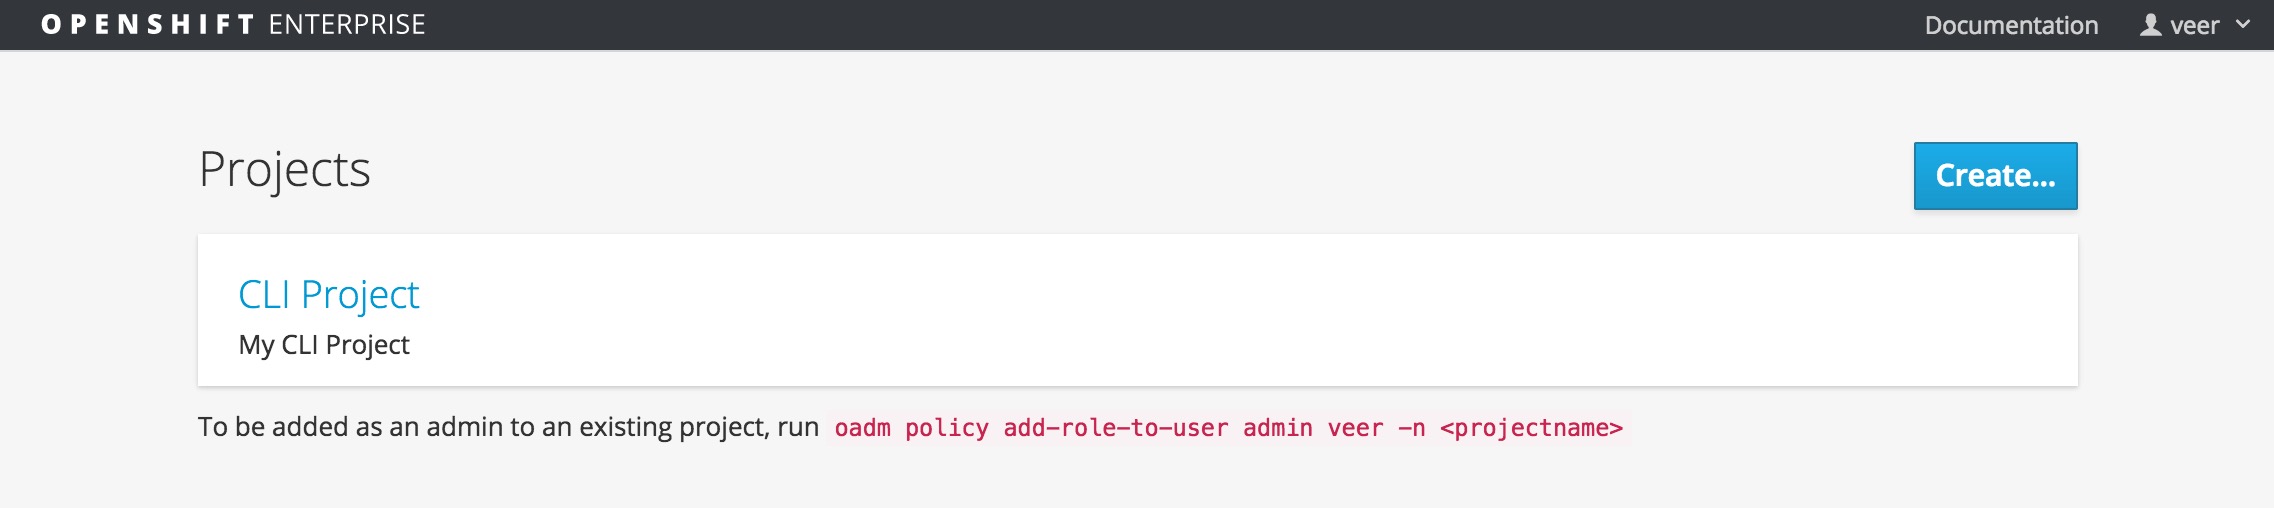 OPENSHIFT ENTERPRISE
Documentation veer
Projects
Create...
CLI Project
My CLI Project
To be added as an admin to an existing project, run oadm policy add-role-to-user admin veer -n <projectname>